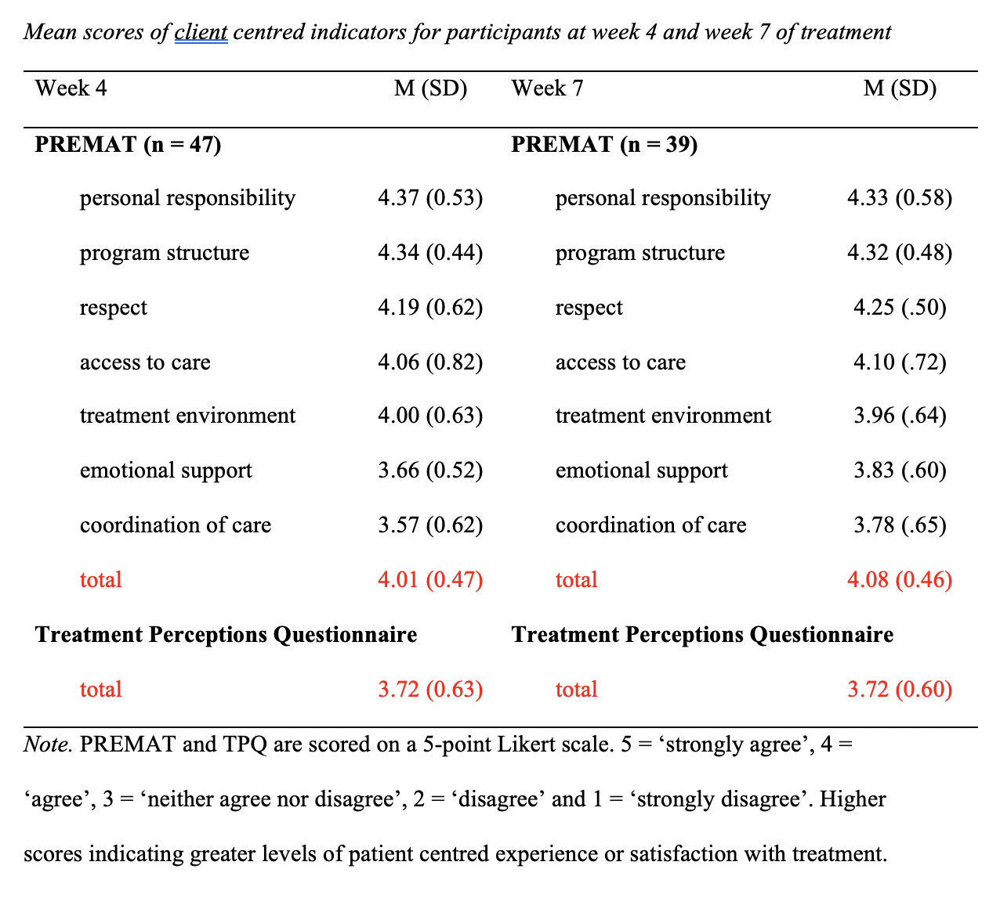 Mean scores of client centred indicators for participants at week 4 and week 7 of treatment
Week 4 M (SD) Week 7 M (SD)
PREMAT (n = 47) PREMAT (n = 39)
personal responsibility 4.37 (0.53) personal responsibility 4.33 (0.58)
program structure 4.34 (0.44) program structure 4.32 (0.48)
respect 4.19 (0.62) respect 4.25 (.50)
access to care 4.06 (0.82) access to care 4.10 (.72)
treatment environment 4.00 (0.63) treatment environment 3.96 (.64)
emotional support 3.66 (0.52) emotional support 3.83 (.60)
coordination of care 3.57 (0.62) coordination of care 3.78 (.65)
total 4.01 (0.47) total 4.08 (0.46)
Treatment Perceptions Questionnaire Treatment Perceptions Questionnaire
total 3.72 (0.63) total 3.72 (0.60)
Note. PREMAT and TPQ are scored on a 5-point Likert scale. 5 = ‘strongly agree’, 4 =
‘agree’, 3 = ‘neither agree nor disagree’, 2 = ‘disagree’ and 1 = ‘strongly disagree’. Higher
scores indicating greater levels of patient centred experience or satisfaction with treatment.